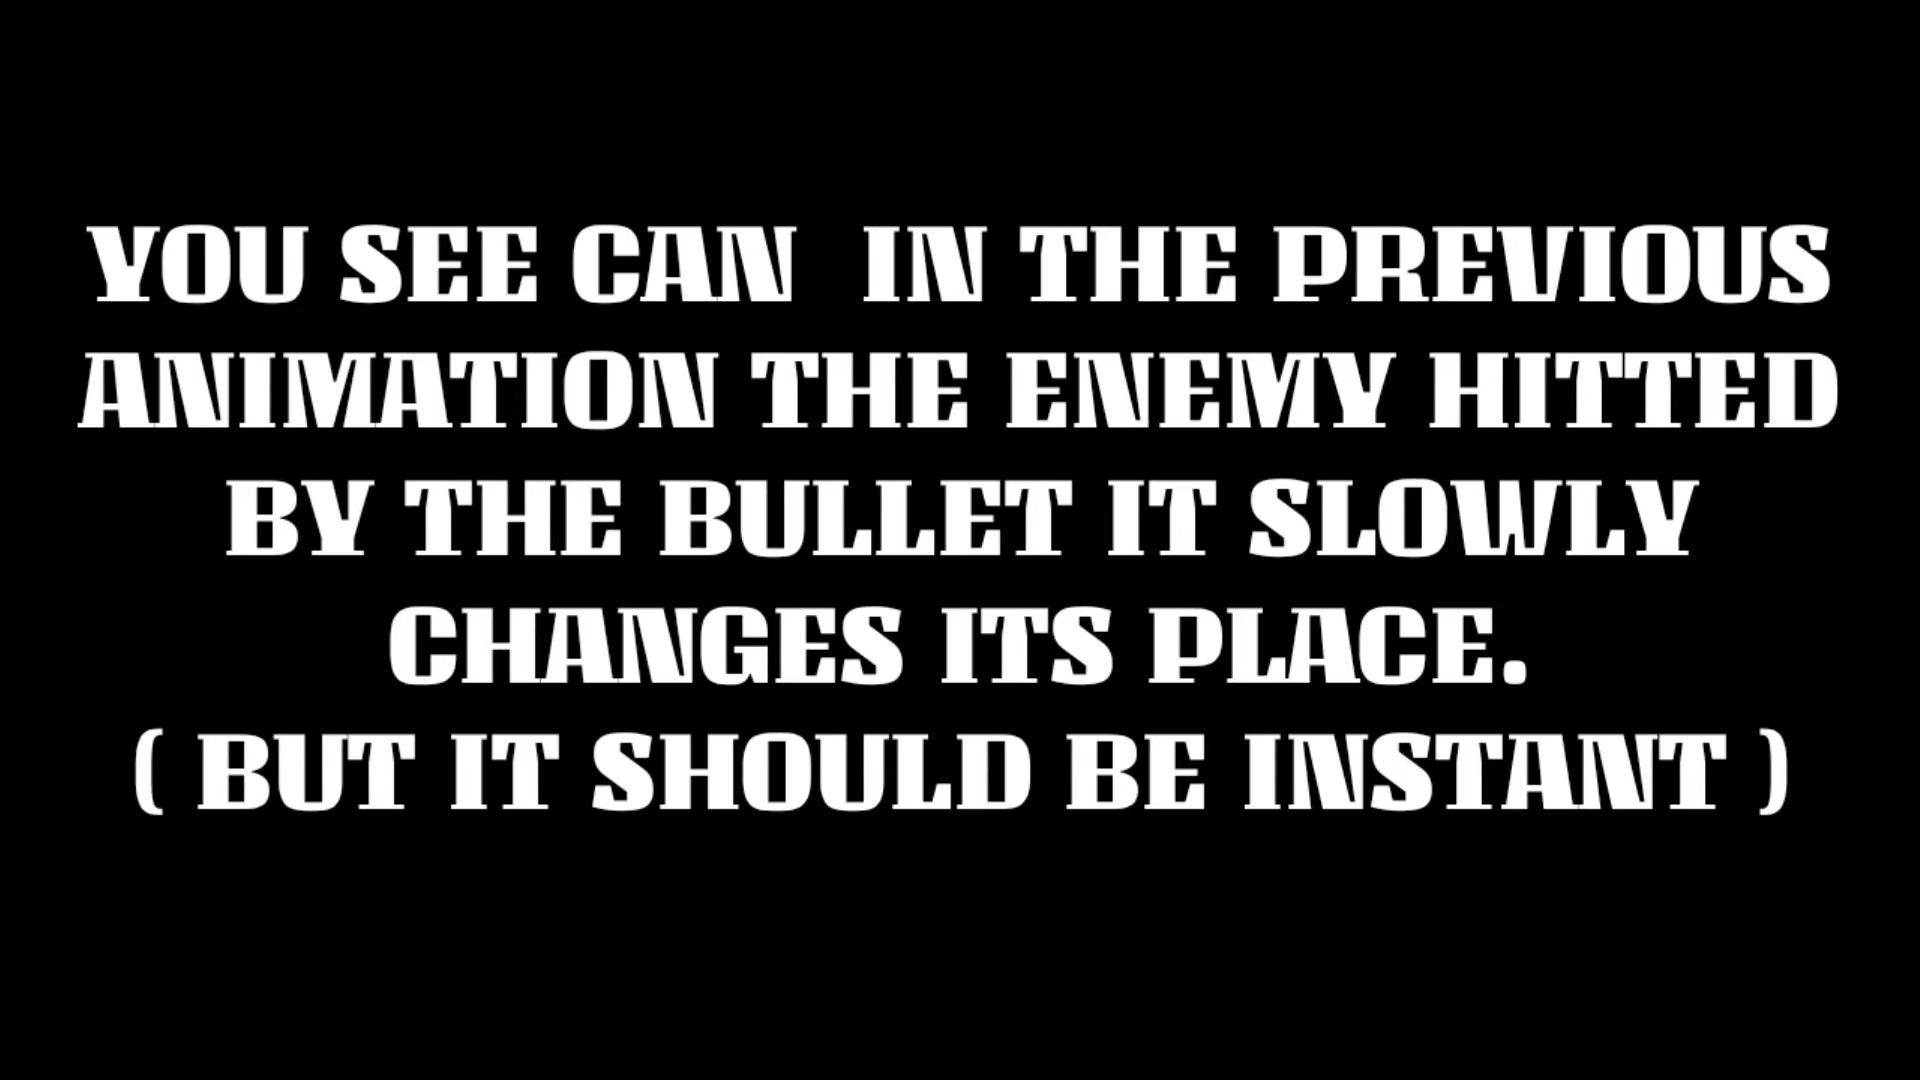 YOU SEE CAN  IN THE PREVIOUS
ANIMATION THE ENEMY HITTED
BY THE BULLET IT SLOWLY
CHANGES ITS PLACE.
( BUT IT SHOULD BE INSTANT )